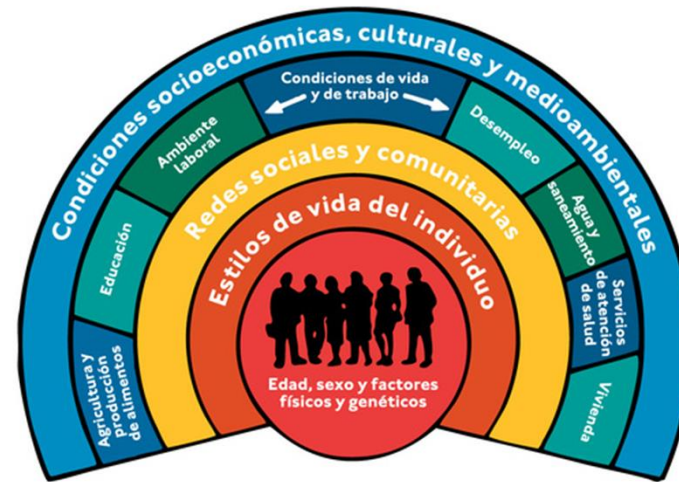 Condiciones socioeconómicas, culturales y medioambientales
Condiciones de vida
y de trabajo
Agricultura y
producción
de alimentos
Educación
Ambiente
laboral
Desempleo
Agua y
saneamiento
Servicios
de atención
de salud
Vivienda
Redes sociales y comunitarias
Estilos de vida del individuo
Edad, sexo y factores
físicos y genéticos